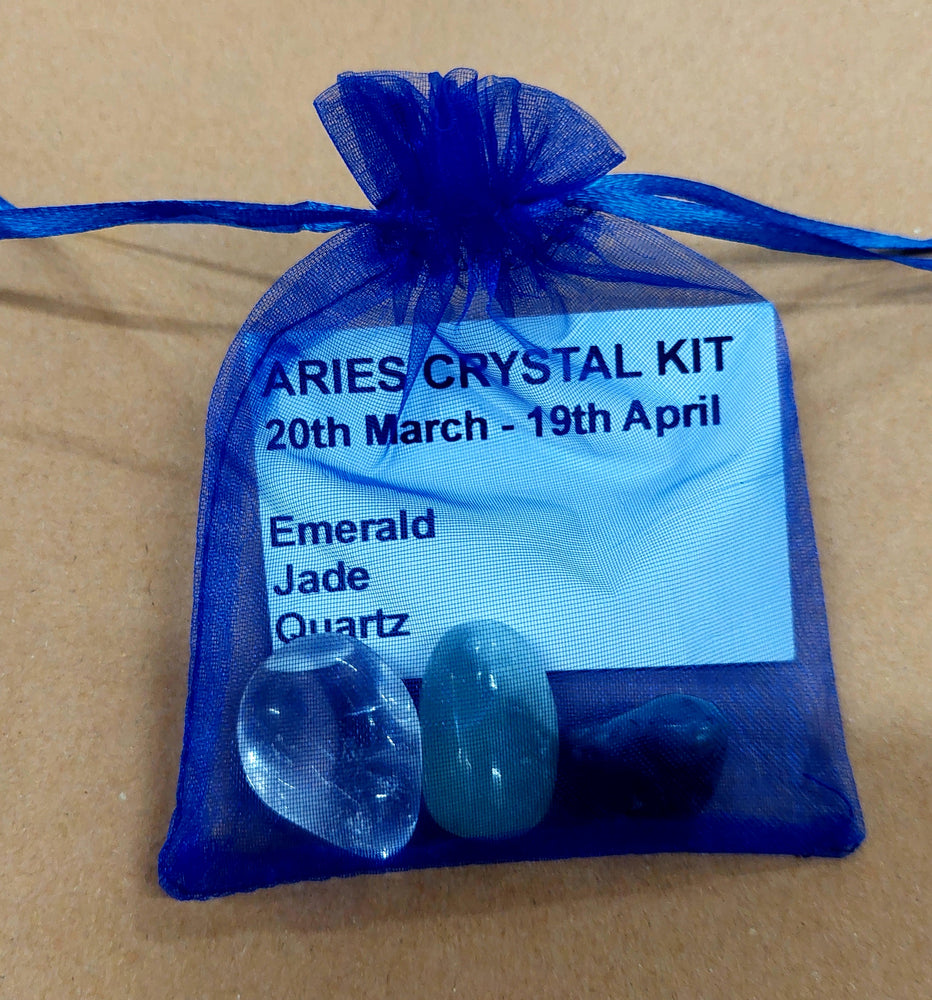 ARIES CRYSTAL KIT
20th March - 19th April
Emerald
Jade
Quartz